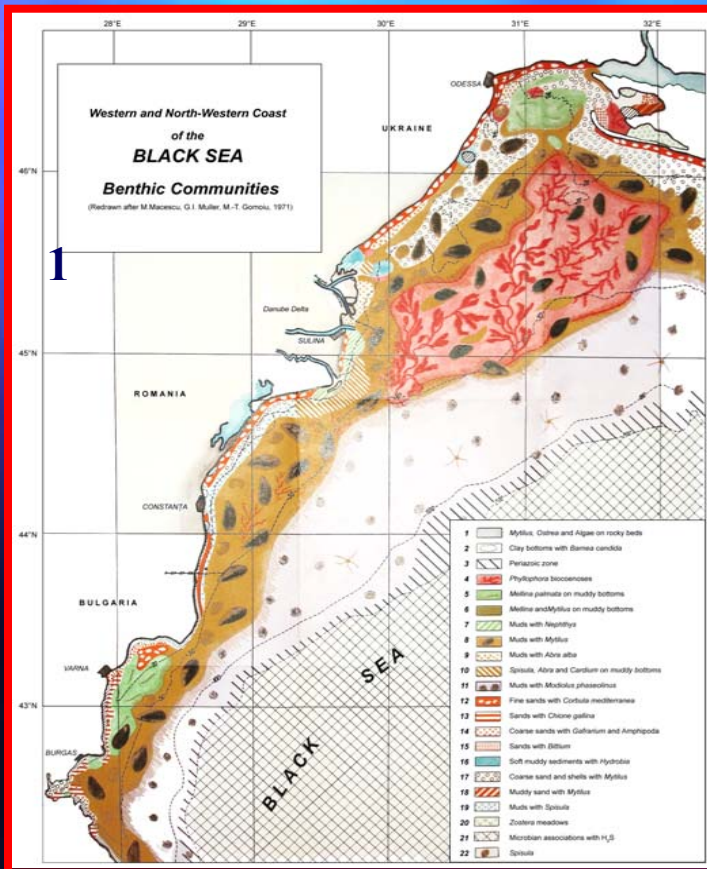 28°E 29°E 30°E 31°E 32°E
Western and North-Western Coast
of the
BLACK SEA
Benthic Communities
(Redrawn after M.Macescu, G.I. Muller, M.-T. Gomoiu, 1971)
1
ODESSA
UKRAINE
46°N
Danube Delta
SULINA
45°N
ROMANIA
CONSTANŢA
44°N
BULGARIA
VARNA
43°N
BURGAS
BLACK SEA
1 Mytilus, Ostrea and Algae on rocky beds
2 Clay bottoms with Barnea candida
3 Periazoic zone
4 Phyllophora biocoenoses
5 Mellina palmata on muddy bottoms
6 Mellina andMytilus on muddy bottoms
7 Muds with Nephthys
8 Muds with Mytilus
9 Muds with Abra alba
10 Spisula, Abra and Cardium on muddy bottoms
11 Muds with Modiolus phaseolinus
12 Fine sands with Corbula mediterranea
13 Sands with Chione gallina
14 Coarse sands with Gafrarium and Amphipoda
15 Sands with Bittium
16 Soft muddy sediments with Hydrobia
17 Coarse sand and shells with Mytilus
18 Muddy sand with Mytilus
19 Muds with Spisula
20 Zostera meadows
21 Microbian associations with H₂S
22 Spisula